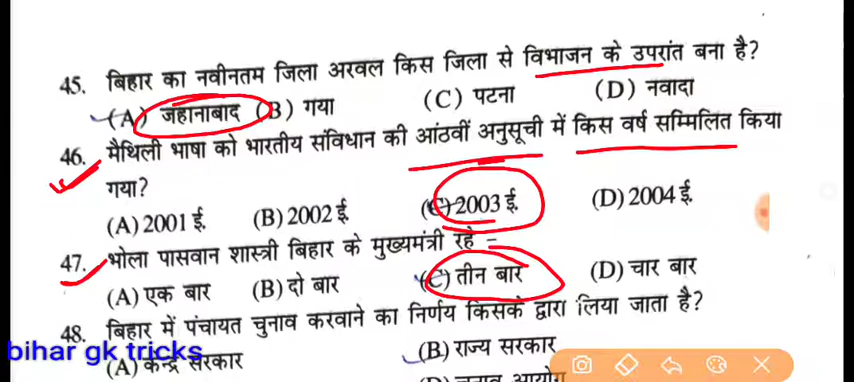 45. बिहार का नवीनतम जिला अरवल किस जिला से विभाजन के उपरांत बना है?
(A) जहानाबाद (B) गया (C) पटना (D) नवादा
46. मैथिली भाषा को भारतीय संविधान की आंठवीं अनुसूची में किस वर्ष सम्मिलित किया
गया?
(A) 2001 ई. (B) 2002 ई. (C) 2003 ई. (D) 2004 ई.
47. भोला पासवान शास्त्री बिहार के मुख्यमंत्री रहे –
(A) एक बार (B) दो बार (C) तीन बार (D) चार बार
48. बिहार में पंचायत चुनाव करवाने का निर्णय किसके द्वारा लिया जाता है?
bihar gk tricks
(A) केन्द्र सरकार (B) राज्य सरकार